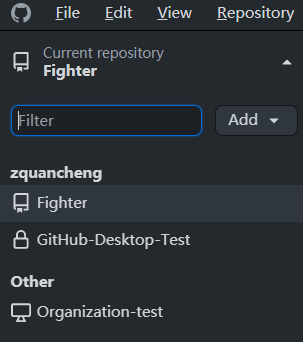 File Edit View Repository
Current repository
Fighter
Filter
Add
zquancheng
Fighter
GitHub-Desktop-Test
Other
Organization-test